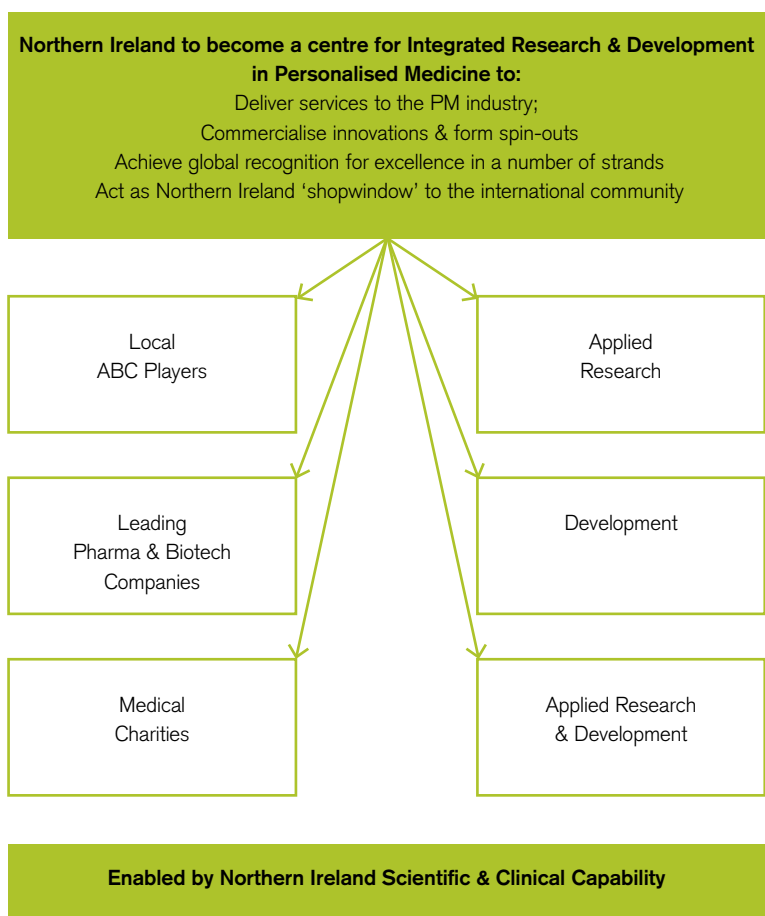 Northern Ireland to become a centre for Integrated Research & Development
in Personalised Medicine to:
Deliver services to the PM industry;
Commercialise innovations & form spin-outs
Achieve global recognition for excellence in a number of strands
Act as Northern Ireland ‘shopwindow’ to the international community
Local
ABC Players
Applied
Research
Leading
Pharma & Biotech
Companies
Development
Medical
Charities
Applied Research
& Development
Enabled by Northern Ireland Scientific & Clinical Capability